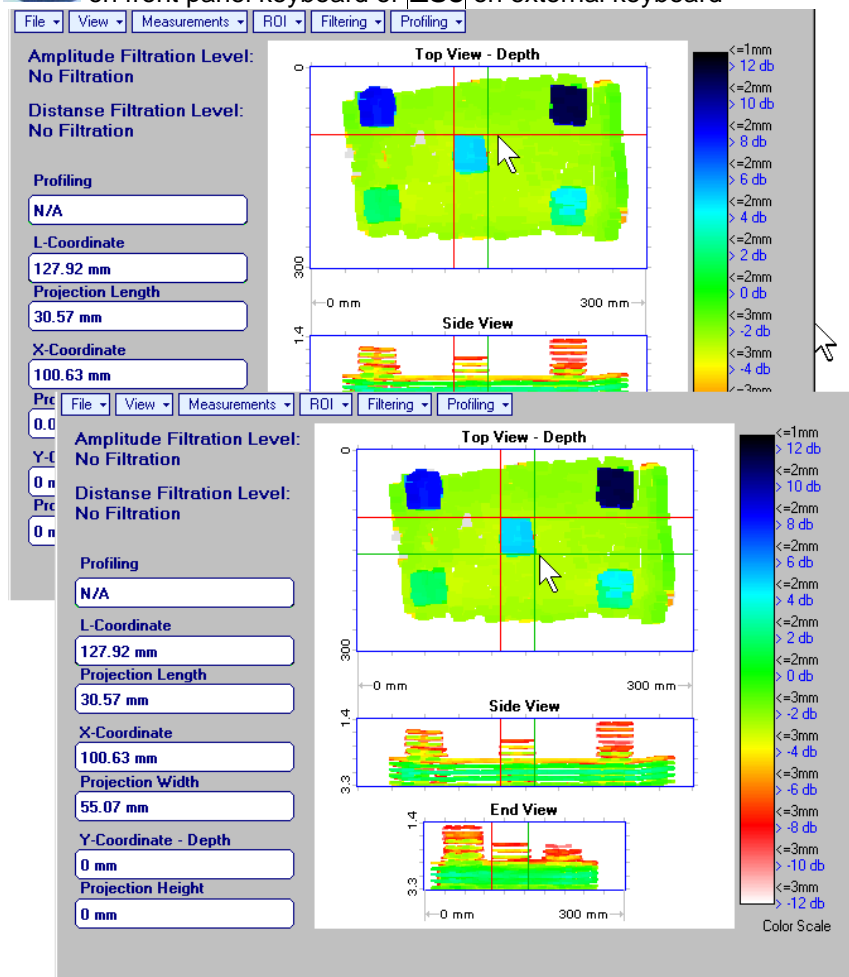 on front panel keyboard or Esc on external keyboard
File View Measurements ROI Filtering Profiling
Amplitude Filtration Level:
No Filtration
Distanse Filtration Level:
No Filtration
Profiling
N/A
L-Coordinate
127.92 mm
Projection Length
30.57 mm
X-Coordinate
100.63 mm
0 mm
Top View - Depth
0
300
0 mm 300 mm
Side View
1.4
<=1mm
> 12 db
<=2mm
> 10 db
<=2mm
> 8 db
<=2mm
> 6 db
<=2mm
> 4 db
<=2mm
> 2 db
<=2mm
> 0 db
<=3mm
> -2 db
<=3mm
> -4 db
<=3mm
File View Measurements ROI Filtering Profiling
Amplitude Filtration Level:
No Filtration
Distanse Filtration Level:
No Filtration
Profiling
N/A
L-Coordinate
127.92 mm
Projection Length
30.57 mm
X-Coordinate
100.63 mm
Projection Width
55.07 mm
Y-Coordinate - Depth
0 mm
Projection Height
0 mm
Top View - Depth
0
300
0 mm 300 mm
Side View
1.4
3.3
End View
1.4
3.3
0 mm 300 mm
<=1mm
> 12 db
<=2mm
> 10 db
<=2mm
> 8 db
<=2mm
> 6 db
<=2mm
> 4 db
<=2mm
> 2 db
<=2mm
> 0 db
<=3mm
> -2 db
<=3mm
> -4 db
<=3mm
> -6 db
<=3mm
> -8 db
<=3mm
> -10 db
<=3mm
> -12 db
Color Scale